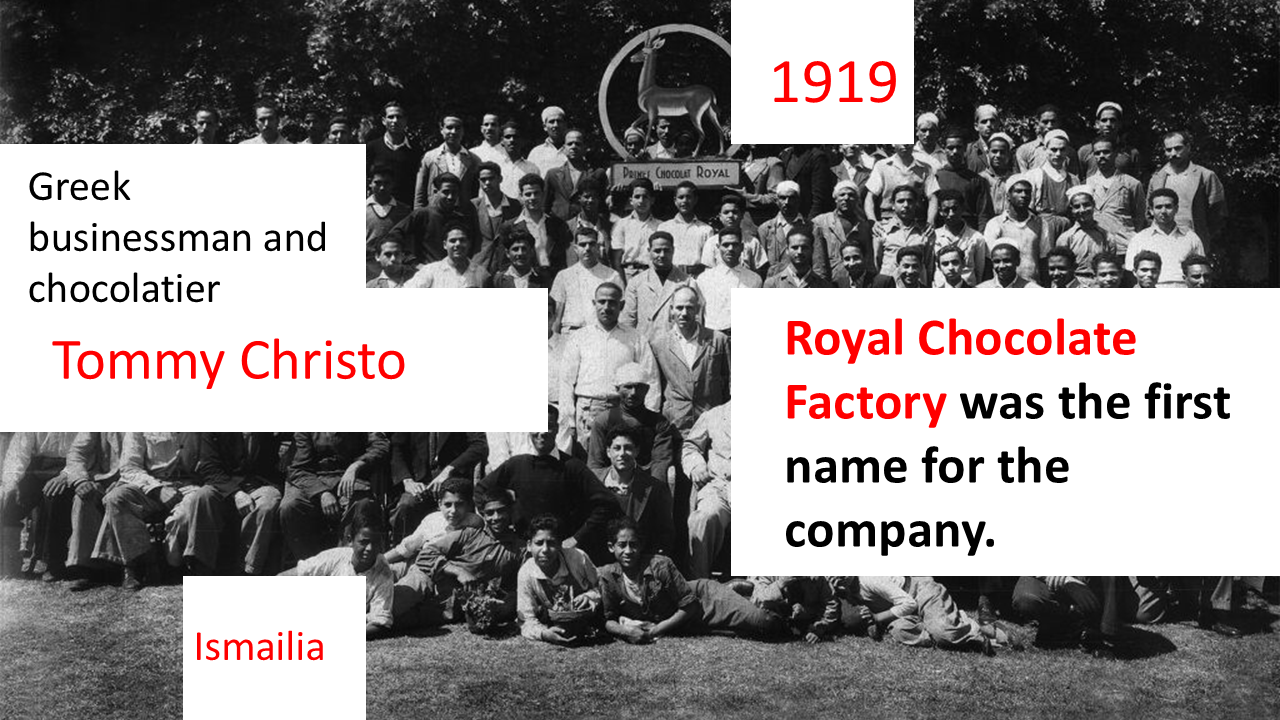 1919
PRIMEX CHOCOLAT ROYAL
Greek
businessman and
chocolatier
Tommy Christo
Royal Chocolate
Factory was the first
name for the
company.
Ismailia